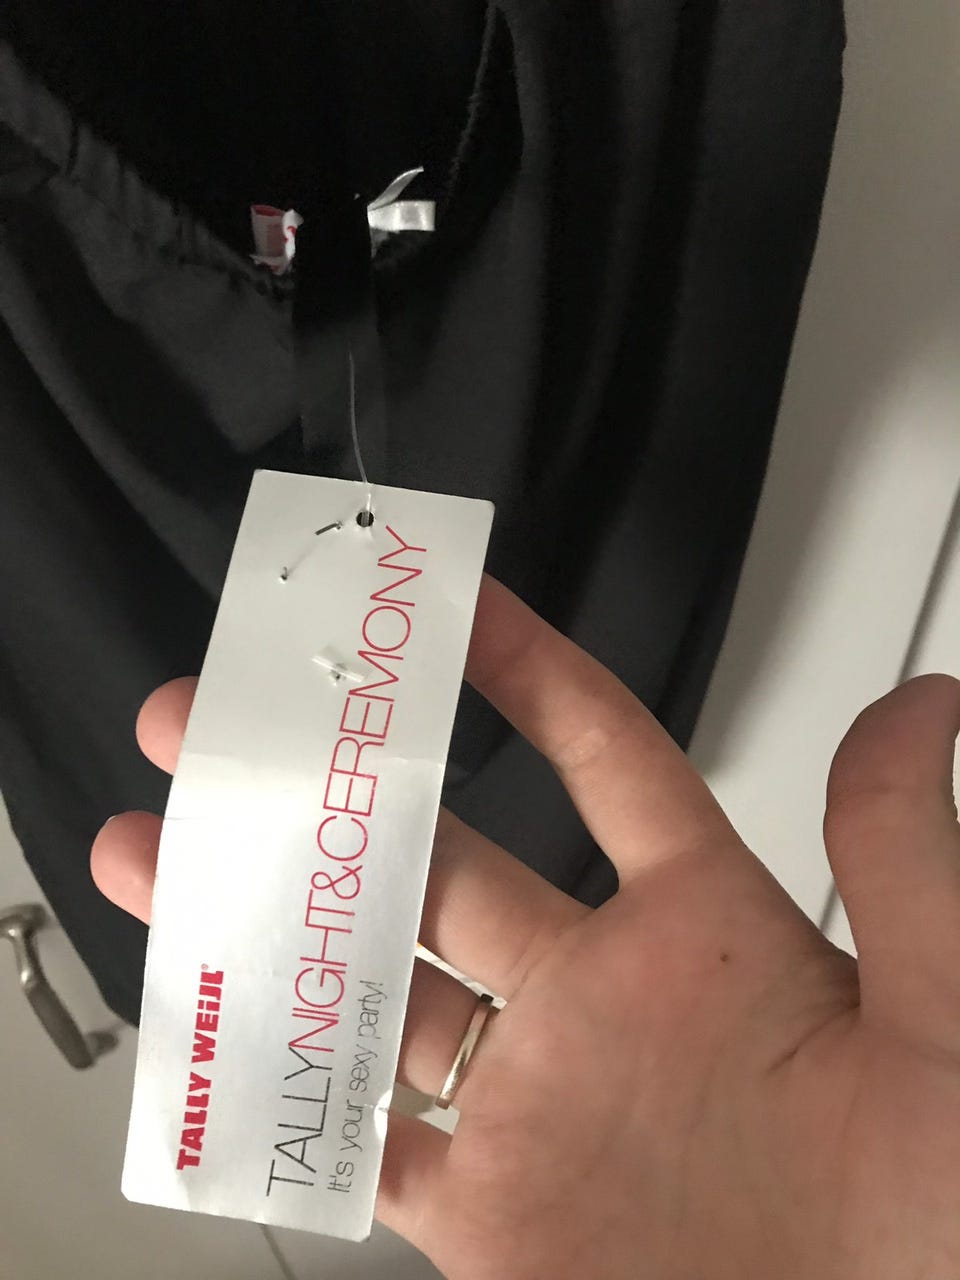 TALLY WEiJL®
TALLYNIGHT&CEREMONY
It's your sexy party!